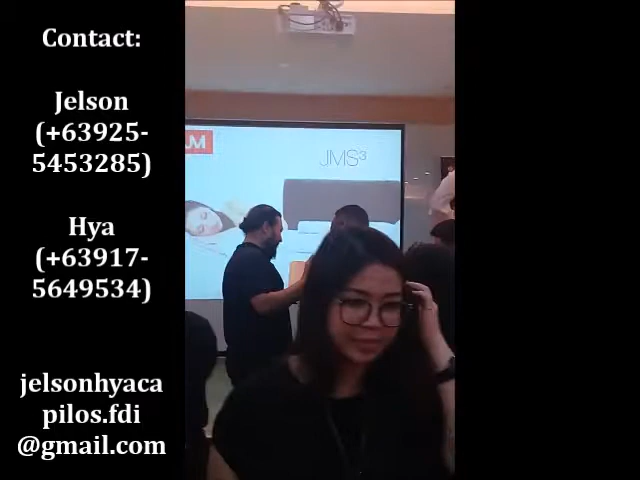 Contact:
Jelson
(+63925-
5453285)
Hya
(+63917-
5649534)
jelsonhyaca
pilos.fdi
@gmail.com
JMS³